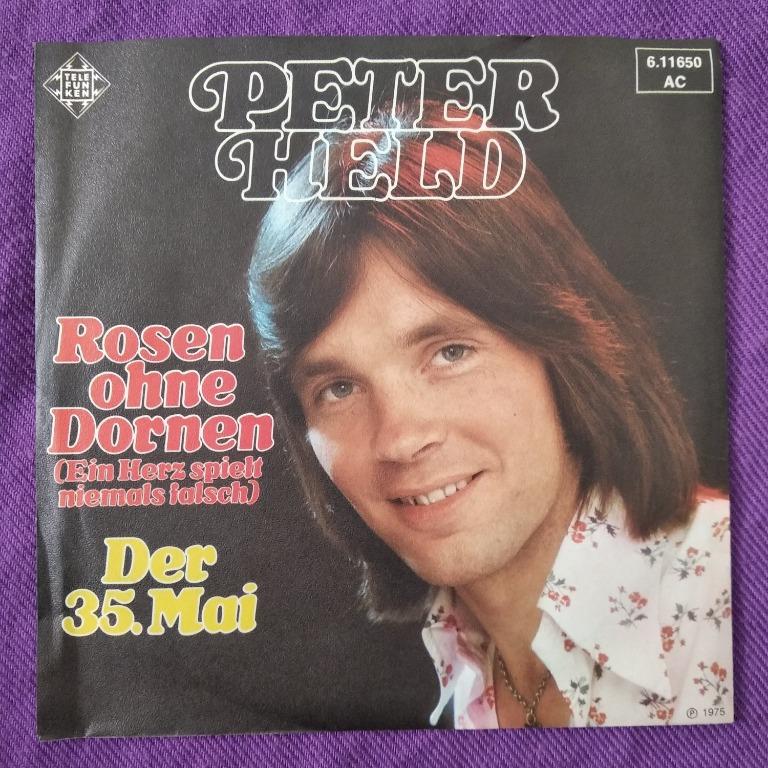 TELE
FUN
KEN
PETER
HELD
6.11650
AC
Rosen
ohne
Dornen
(Ein Herz spielt
niemals falsch)
Der
35. Mai
℗ 1975